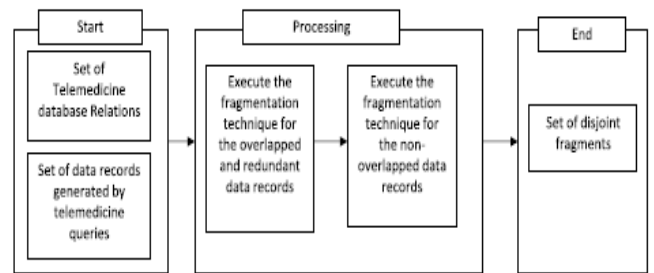 Start
Set of
Telemedicine
database Relations
Set of data records
generated by
telemedicine
queries
Processing
Execute the
fragmentation
technique for
the overlapped
and redundant
data records
Execute the
fragmentation
technique for
the non-
overlapped data
records
End
Set of disjoint
fragments